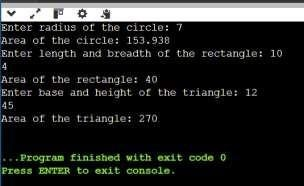 Enter radius of the circle: 7
Area of the circle: 153.938
Enter length and breadth of the rectangle: 10
4
Area of the rectangle: 40
Enter base and height of the triangle: 12
45
Area of the triangle: 270
...Program finished with exit code 0
Press ENTER to exit console.